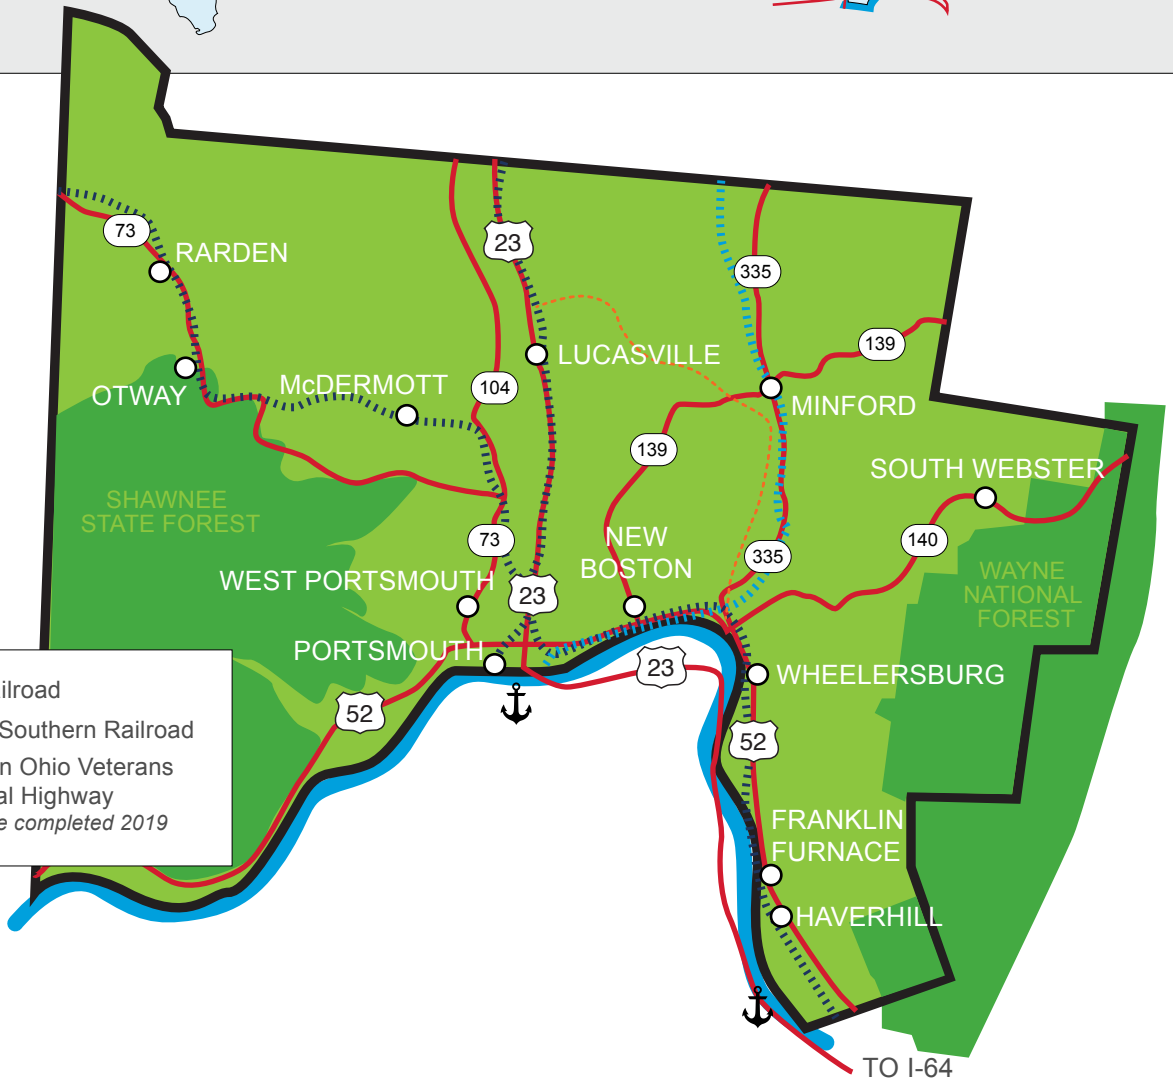 73
RARDEN
23
335
LUCASVILLE
139
OTWAY
McDERMOTT
104
MINFORD
139
SOUTH WEBSTER
SHAWNEE
STATE FOREST
73
NEW
BOSTON
335
140
WEST PORTSMOUTH
23
WAYNE
NATIONAL
FOREST
PORTSMOUTH
23
WHEELERSBURG
52
52
ilroad
Southern Railroad
n Ohio Veterans
al Highway
e completed 2019
FRANKLIN
FURNACE
HAVERHILL
TO I-64